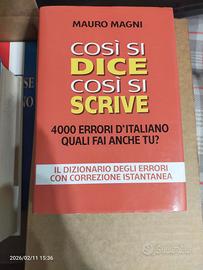 MAURO MAGNI
COSÌ SI
DICE
COSÌ SI
SCRIVE
4000 ERRORI D'ITALIANO
QUALI FAI ANCHE TU?
IL DIZIONARIO DEGLI ERRORI
CON CORREZIONE ISTANTANEA
2026/02/11 15:36
subito